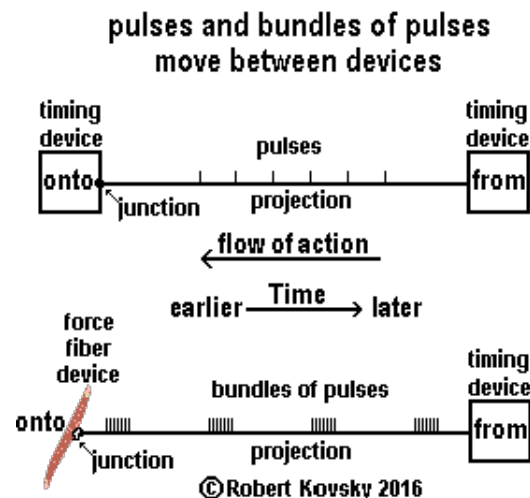 pulses and bundles of pulses
move between devices
timing
device
timing
device
pulses
onto
from
junction
projection
flow of action
earlier Time later
force
fiber
device
timing
device
bundles of pulses
onto
from
junction
projection
© Robert Kovsky 2016